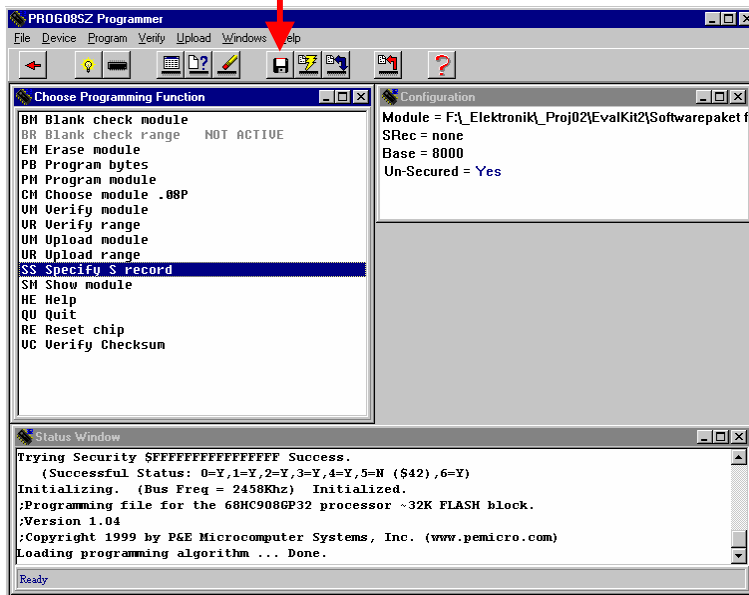 PROG08SZ Programmer
File Device Program Verify Upload Windows elp
Choose Programming Function
BM Blank check module
BR Blank check range NOT ACTIVE
EM Erase module
PB Program bytes
PM Program module
CM Choose module .08P
VM Verify module
VR Verify range
UM Upload module
UR Upload range
SS Specify S record
SM Show module
HE Help
QU Quit
RE Reset chip
VC Verify Checksum
Configuration
Module = F:\_Elektronik\_Proj02\EvalKit2\Softwarepaket f
SRec = none
Base = 8000
Un-Secured = Yes
Status Window
Trying Security $FFFFFFFFFFFFFFFF Success.
(Successful Status: 0=Y,1=Y,2=Y,3=Y,4=Y,5=N ($42),6=Y)
Initializing. (Bus Freq = 2458Khz) Initialized.
;Programming file for the 68HC908GP32 processor ~32K FLASH block.
;Version 1.04
;Copyright 1999 by P&E Microcomputer Systems, Inc. (www.pemicro.com)
Loading programming algorithm ... Done.
Ready